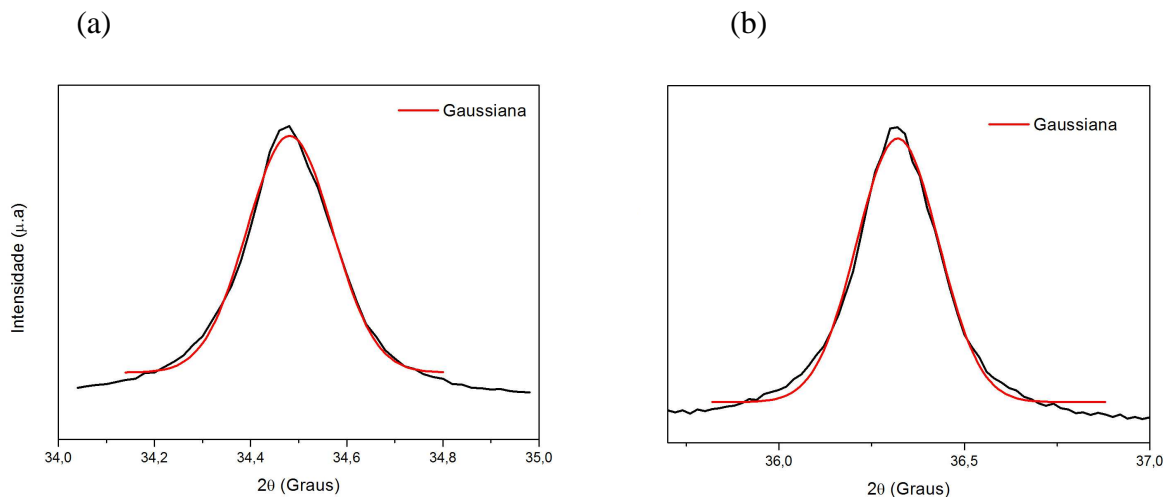 (a)
Gaussiana
Intensidade (μ.a)
34,0 34,2 34,4 34,6 34,8 35,0
2θ (Graus)
(b)
Gaussiana
36,0 36,5 37,0
2θ (Graus)